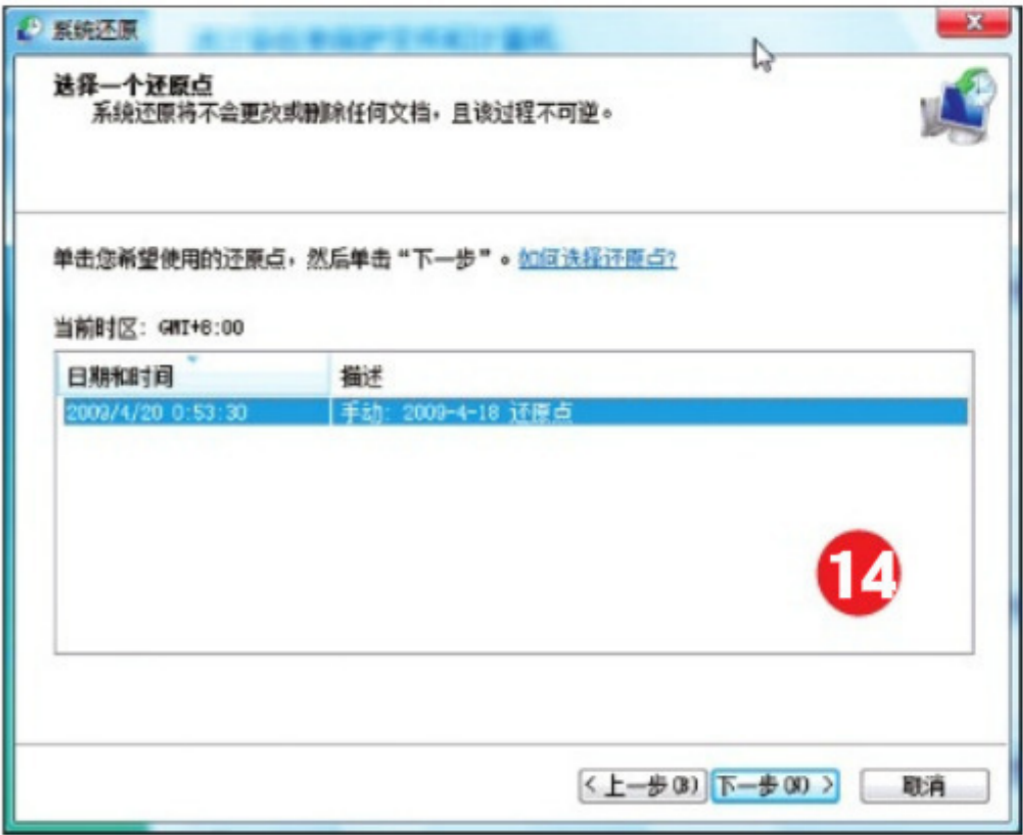 系统还原
选择一个还原点
系统还原将不会更改或删除任何文档，且该过程不可逆。
单击您希望使用的还原点，然后单击“下一步”。如何选择还原点?
当前时区: GMT+8:00
日期和时间 描述
2009/4/20 0:53:30 手动: 2009-4-18 还原点
14
<上一步(B) 下一步(N) > 取消